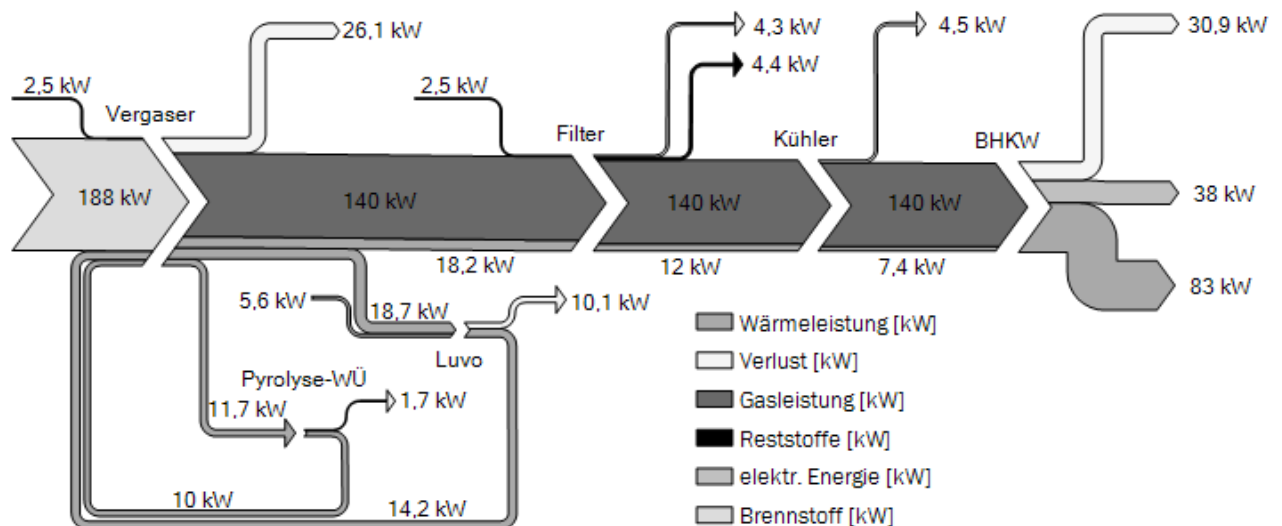 26,1 kW
4,3 kW
4,5 kW
30,9 kW
4,4 kW
2,5 kW
2,5 kW
Vergaser
Filter
Kühler
BHKW
188 kW
140 kW
140 kW
140 kW
38 kW
18,2 kW
12 kW
7,4 kW
83 kW
5,6 kW
18,7 kW
10,1 kW
Luvo
Pyrolyse-WÜ
11,7 kW
1,7 kW
10 kW
14,2 kW
Wärmeleistung [kW]
Verlust [kW]
Gasleistung [kW]
Reststoffe [kW]
elektr. Energie [kW]
Brennstoff [kW]